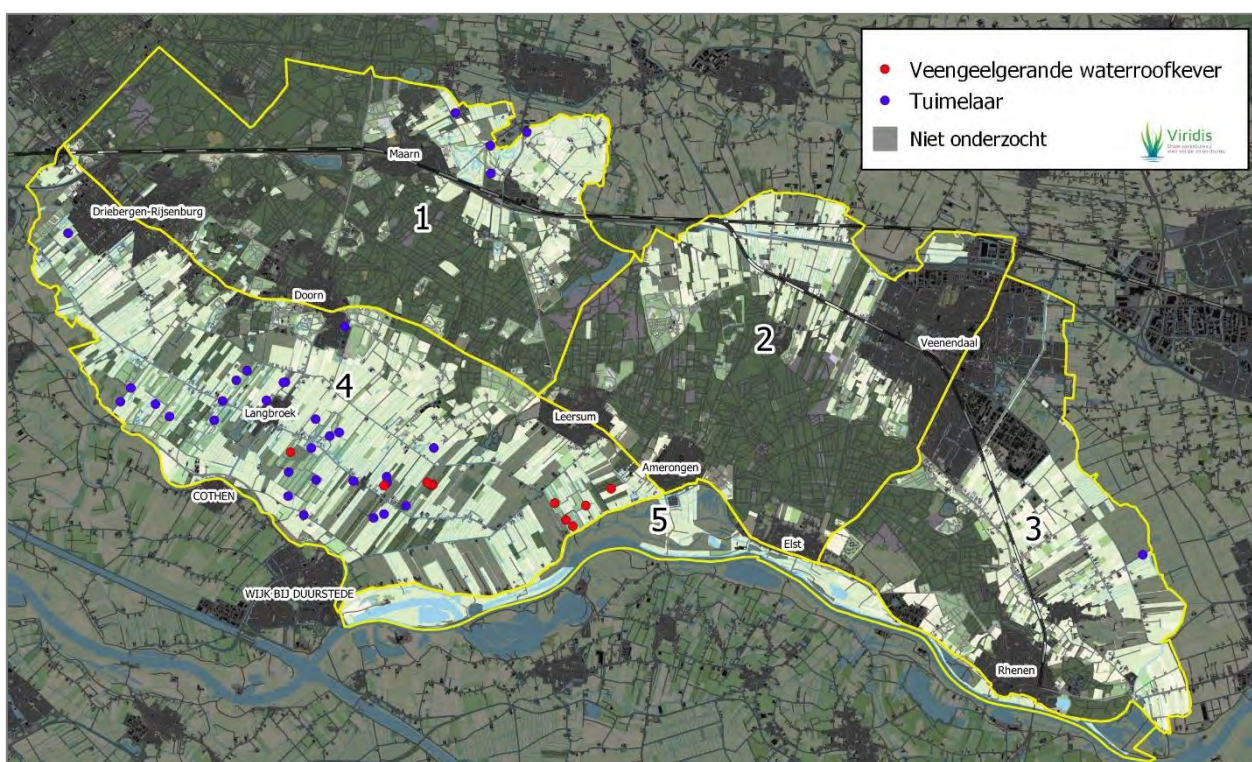 Veengeelgerande waterroofkever
Tuimelaar
Niet onderzocht
Viridis
Maarn
1
Driebergen-Rijsenburg
Doorn
2
Veenendaal
4
Langbroek
Leersum
Amerongen
COTHEN
5
3
Elst
WIJK BIJ DUURSTEDE
Rhenen